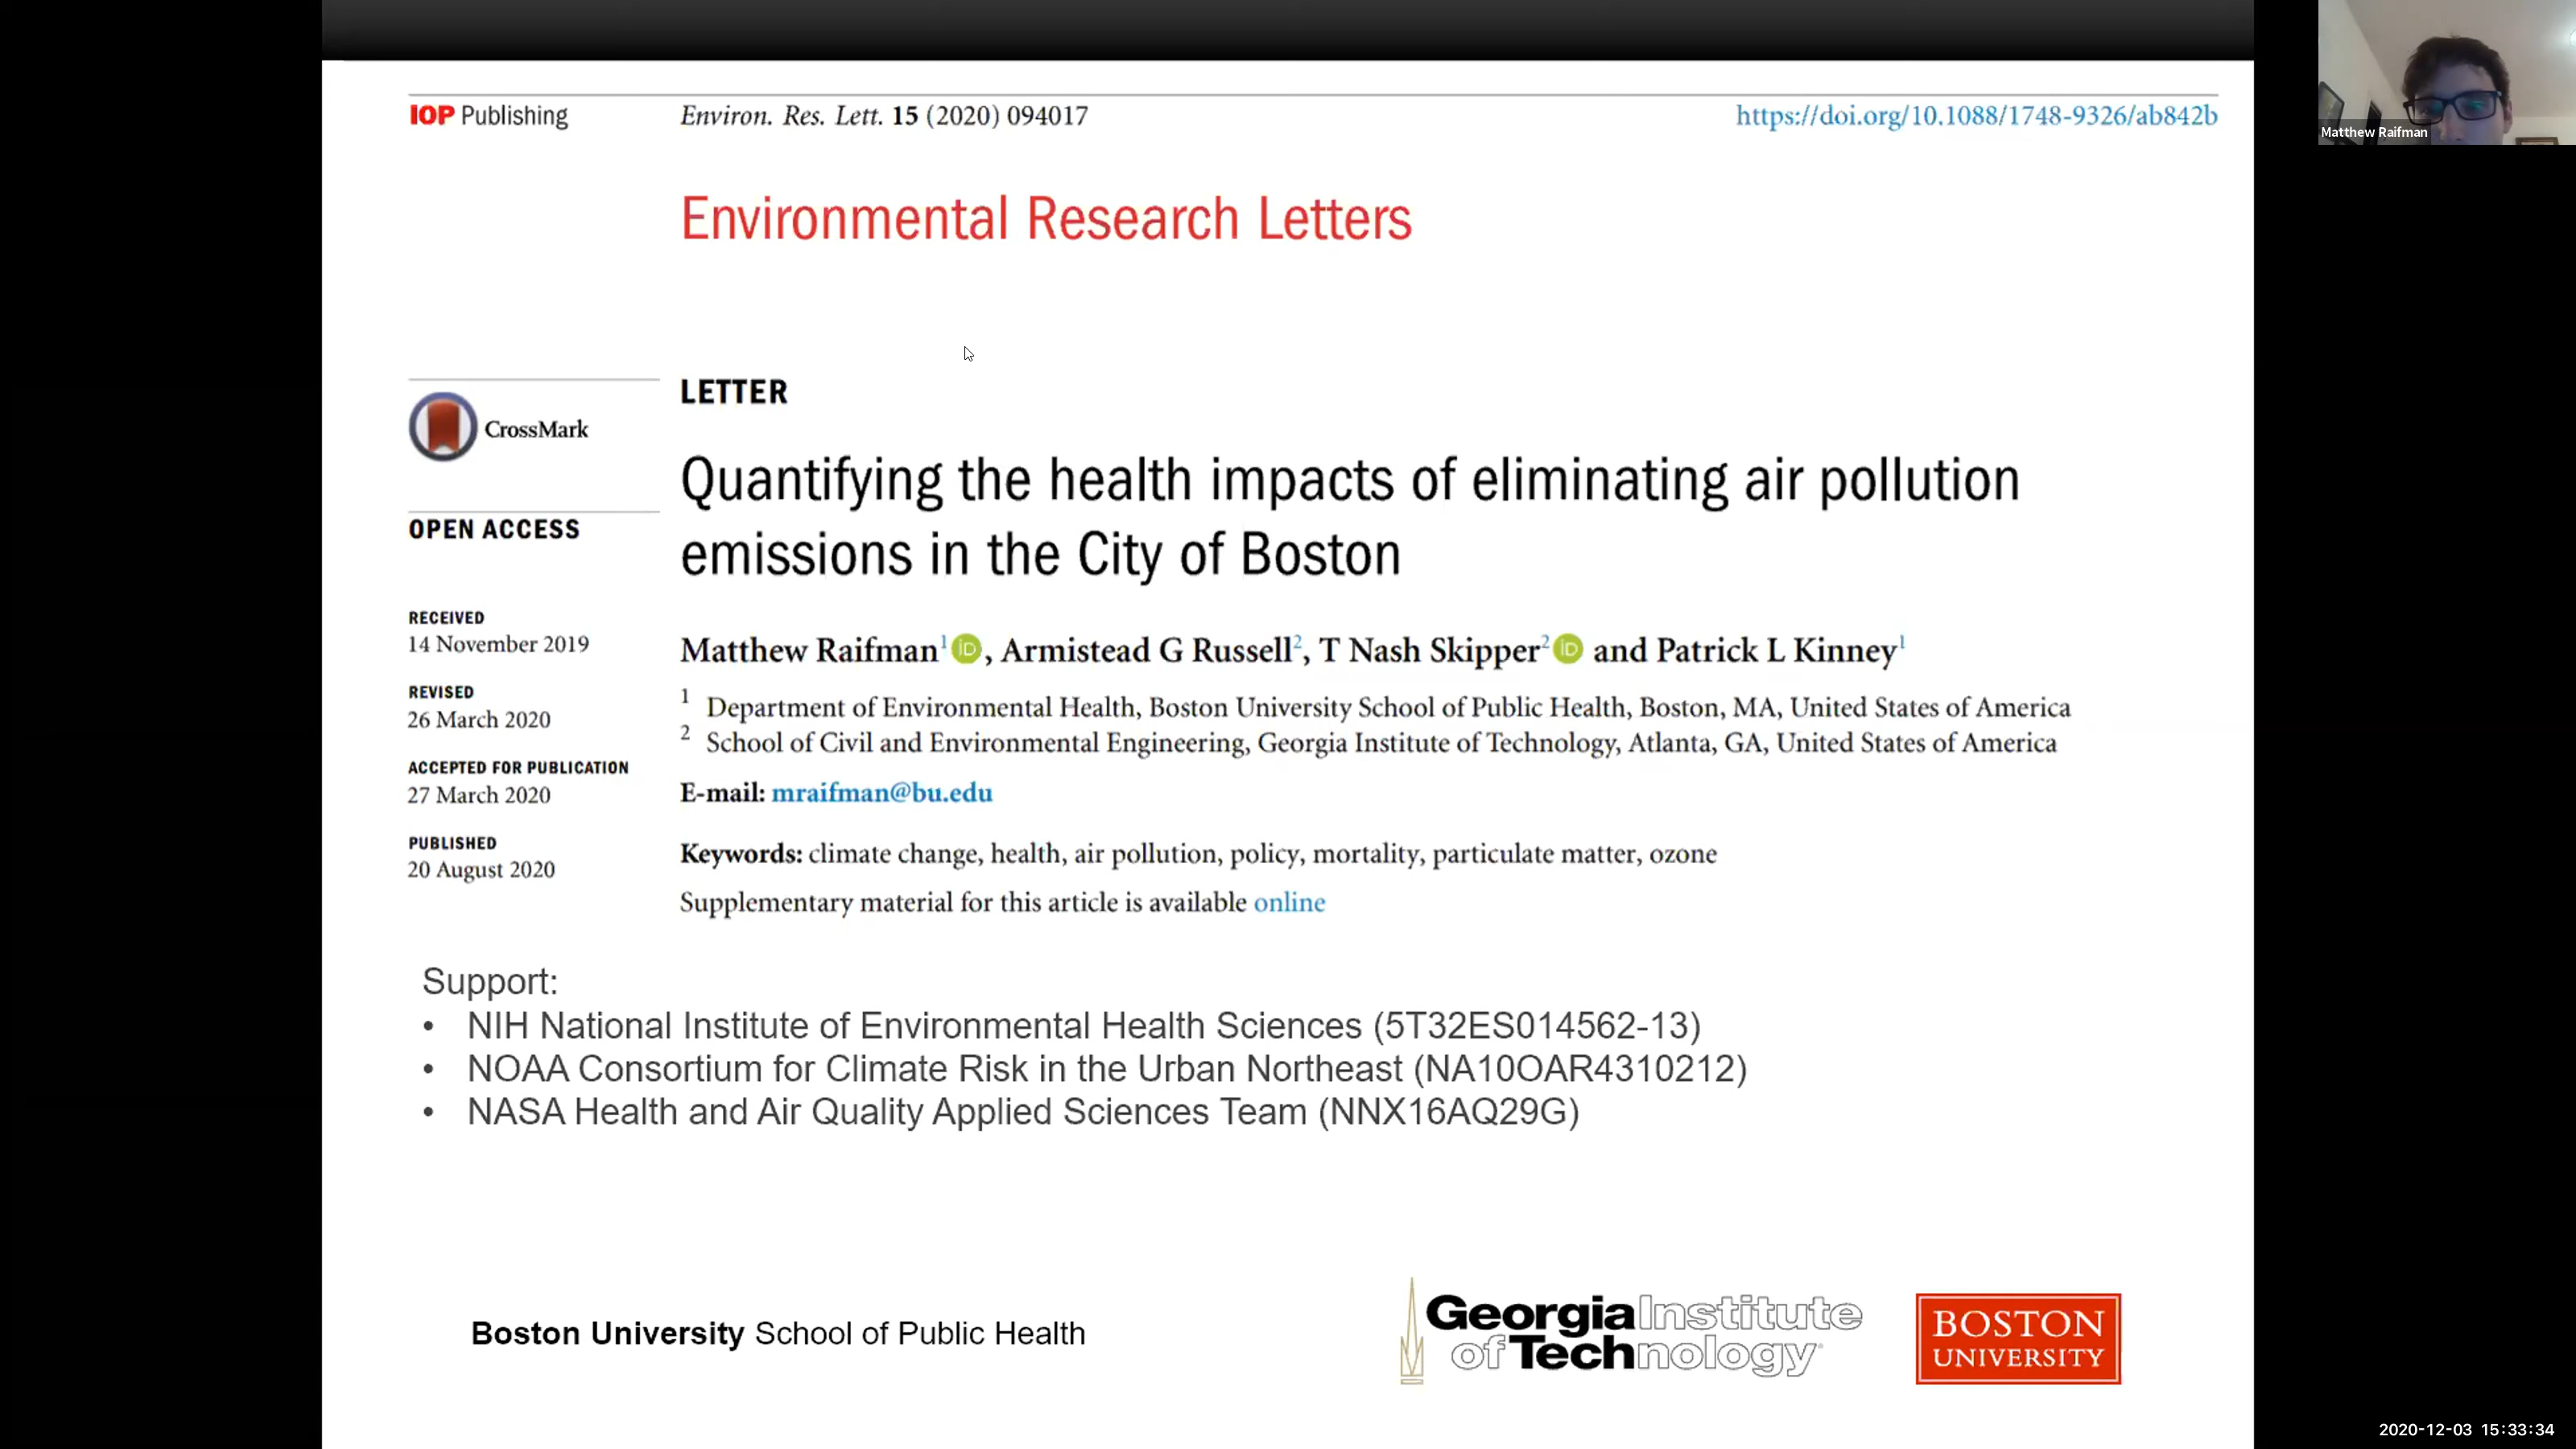 IOP Publishing
Environ. Res. Lett. 15 (2020) 094017
https://doi.org/10.1088/1748-9326/ab842b
Matthew Raifman
Environmental Research Letters
CrossMark
OPEN ACCESS
RECEIVED
14 November 2019
REVISED
26 March 2020
ACCEPTED FOR PUBLICATION
27 March 2020
PUBLISHED
20 August 2020
LETTER
Quantifying the health impacts of eliminating air pollution
emissions in the City of Boston
Matthew Raifman1 iD, Armistead G Russell2, T Nash Skipper2 iD and Patrick L Kinney1
1 Department of Environmental Health, Boston University School of Public Health, Boston, MA, United States of America
2 School of Civil and Environmental Engineering, Georgia Institute of Technology, Atlanta, GA, United States of America
E-mail: mraifman@bu.edu
Keywords: climate change, health, air pollution, policy, mortality, particulate matter, ozone
Supplementary material for this article is available online
Support:
• NIH National Institute of Environmental Health Sciences (5T32ES014562-13)
• NOAA Consortium for Climate Risk in the Urban Northeast (NA10OAR4310212)
• NASA Health and Air Quality Applied Sciences Team (NNX16AQ29G)
Boston University School of Public Health
Georgia Institute
of Technology
BOSTON
UNIVERSITY
2020-12-03 15:33:34